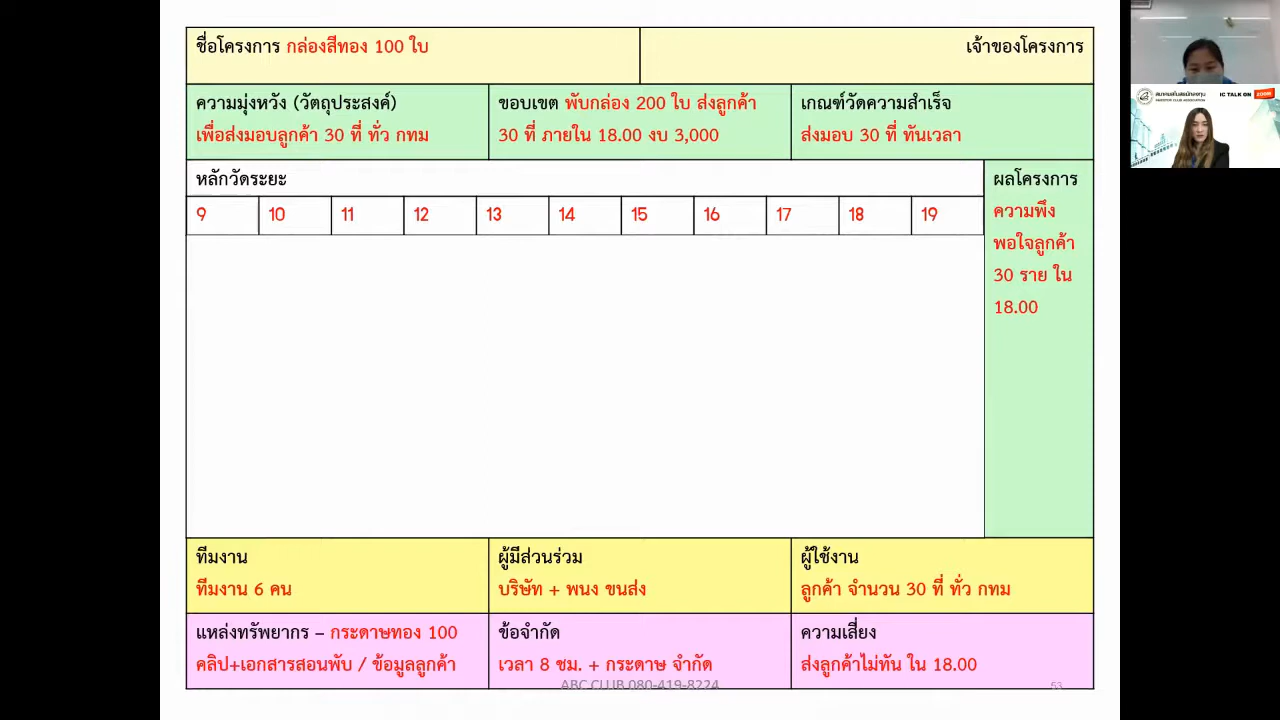 ชื่อโครงการ กล่องสีทอง 100 ใบ
เจ้าของโครงการ
ความมุ่งหวัง (วัตถุประสงค์)
เพื่อส่งมอบลูกค้า 30 ที่ ทั่ว กทม
ขอบเขต พับกล่อง 200 ใบ ส่งลูกค้า
30 ที่ ภายใน 18.00 งบ 3,000
เกณฑ์วัดความสำเร็จ
ส่งมอบ 30 ที่ ทันเวลา
หลักวัดระยะ
9 10 11 12 13 14 15 16 17 18 19
ผลโครงการ
ความพึง
พอใจลูกค้า
30 ราย ใน
18.00
ทีมงาน
ทีมงาน 6 คน
ผู้มีส่วนร่วม
บริษัท + พนง ขนส่ง
ผู้ใช้งาน
ลูกค้า จำนวน 30 ที่ ทั่ว กทม
แหล่งทรัพยากร – กระดาษทอง 100
คลิป+เอกสารสอนพับ / ข้อมูลลูกค้า
ข้อจำกัด
เวลา 8 ชม. + กระดาษ จำกัด
ความเสี่ยง
ส่งลูกค้าไม่ทัน ใน 18.00
ABC CLUB 080-419-8224
53
IC TALK ON ZOOM